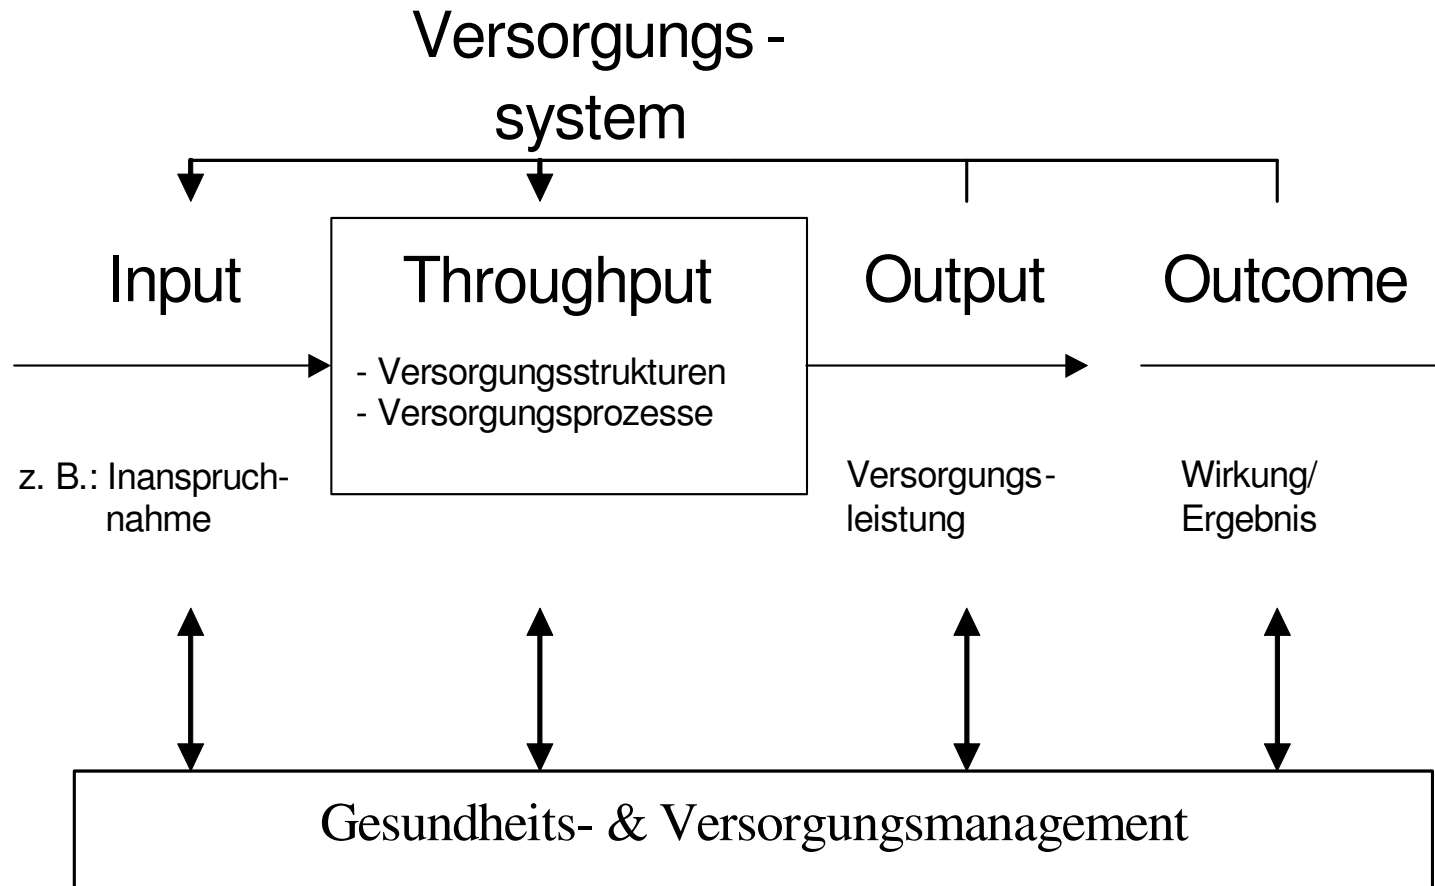 Versorgungs -
system
Input
Throughput
Output
Outcome
- Versorgungsstrukturen
- Versorgungsprozesse
z. B.: Inanspruch-
nahme
Versorgungs-
leistung
Wirkung/
Ergebnis
Gesundheits- & Versorgungsmanagement